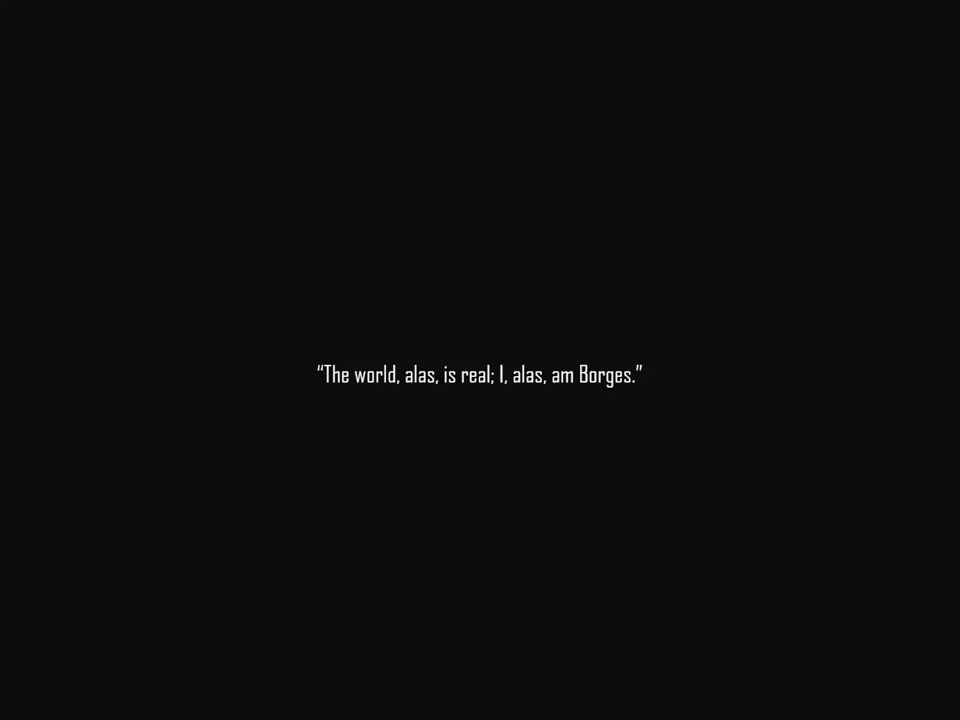 “The world, alas, is real; I, alas, am Borges.”